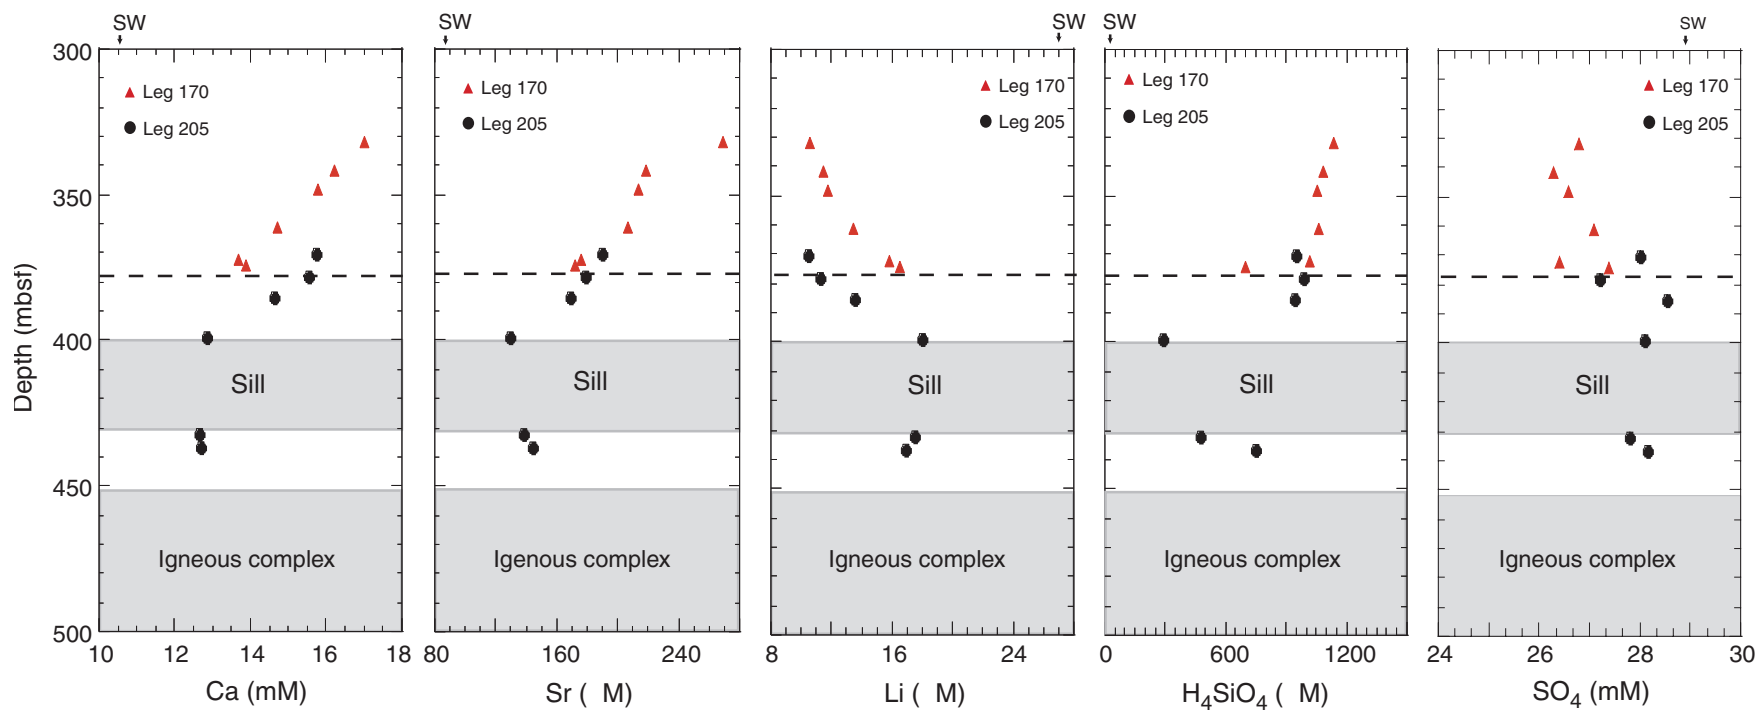 SW
SW
SW
SW
SW
300
350
400
450
500
Depth (mbsf)
Leg 170
Leg 205
Sill
Igneous complex
10 12 14 16 18
Ca (mM)
Leg 170
Leg 205
Sill
Igenous complex
80 160 240
Sr ( M)
Leg 170
Leg 205
Sill
Igneous complex
8 16 24
Li ( M)
Leg 170
Leg 205
Sill
Igneous complex
0 600 1200
H4SiO4 ( M)
Leg 170
Leg 205
Sill
Igneous complex
24 26 28 30
SO4 (mM)